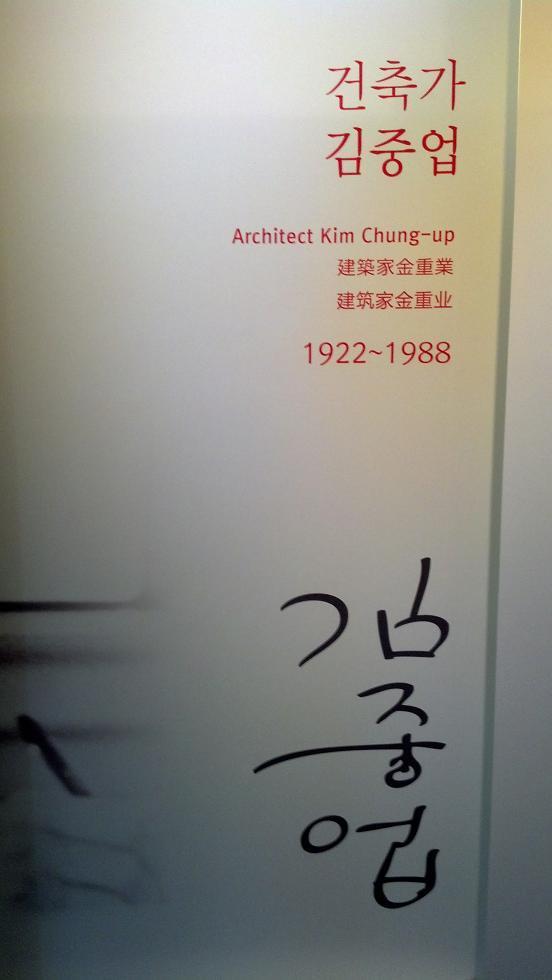 건축가
김중업
Architect Kim Chung-up
建築家金重業
建筑家金重业
1922~1988
김
중
업